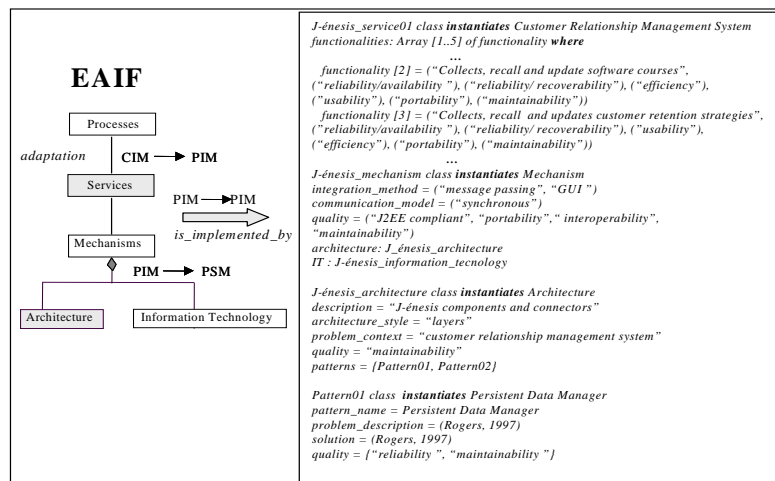 EAIF
Processes
adaptation
CIM PIM
Services
PIM PIM
is_implemented_by
Mechanisms
PIM PSM
Architecture
Information Technology
J-énesis_service01 class instantiates Customer Relationship Management System
functionalities: Array [1..5] of functionality where
...
functionality [2] = (“Collects, recall and update software courses”,
(“reliability/availability ”), (“reliability/ recoverability”), (“efficiency”),
(”usability”), (“portability”), (“maintainability”))
functionality [3] = (“Collects, recall and updates customer retention strategies”,
(”reliability/availability ”), (“reliability/ recoverability”), (”usability”),
(“efficiency”), (“portability”), (“maintainability”))
...
J-énesis_mechanism class instantiates Mechanism
integration_method = (“message passing”, “GUI ”)
communication_model = (“synchronous”)
quality = (“J2EE compliant”, “portability”,“ interoperability”,
“maintainability”)
architecture: J_énesis_architecture
IT : J-énesis_information_tecnology
J-énesis_architecture class instantiates Architecture
description = “J-énesis components and connectors”
architecture_style = “layers”
problem_context = “customer relationship management system”
quality = “maintainability”
patterns = {Pattern01, Pattern02}
Pattern01 class instantiates Persistent Data Manager
pattern_name = Persistent Data Manager
problem_description = (Rogers, 1997)
solution = (Rogers, 1997)
quality = {“reliability ”, “maintainability ”}